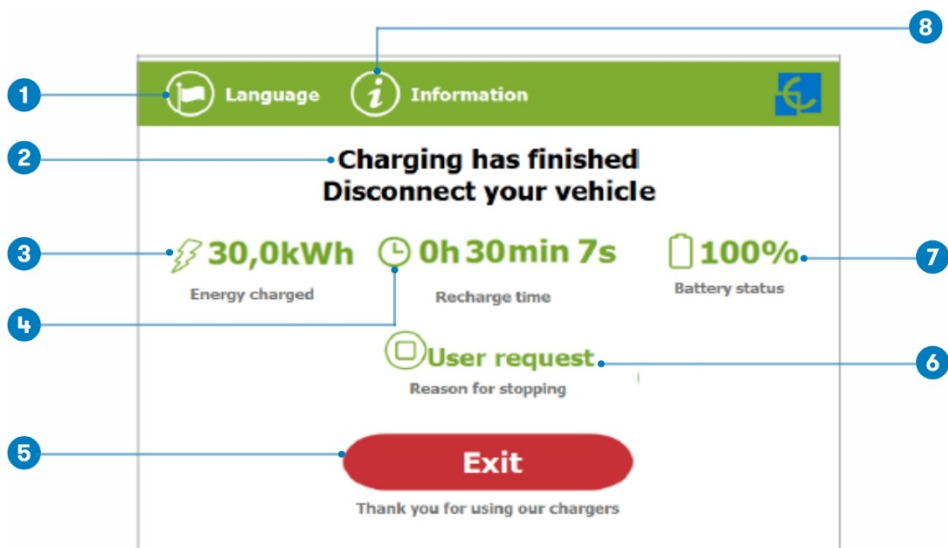 8
1
Language
Information
2
Charging has finished
Disconnect your vehicle
3
30,0kWh
0h 30min 7s
100%
7
Energy charged
Recharge time
Battery status
4
User request
6
Reason for stopping
5
Exit
Thank you for using our chargers